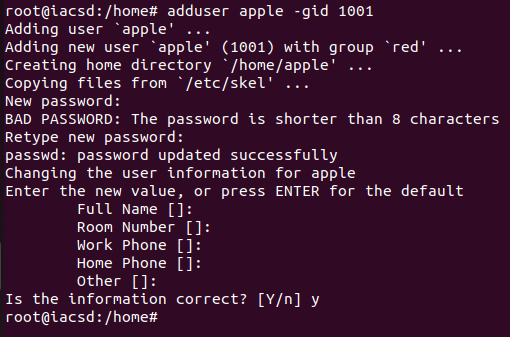 root@iacsd:/home# adduser apple -gid 1001
Adding user `apple' ...
Adding new user `apple' (1001) with group `red' ...
Creating home directory `/home/apple' ...
Copying files from `/etc/skel' ...
New password:
BAD PASSWORD: The password is shorter than 8 characters
Retype new password:
passwd: password updated successfully
Changing the user information for apple
Enter the new value, or press ENTER for the default
Full Name []:
Room Number []:
Work Phone []:
Home Phone []:
Other []:
Is the information correct? [Y/n] y
root@iacsd:/home#